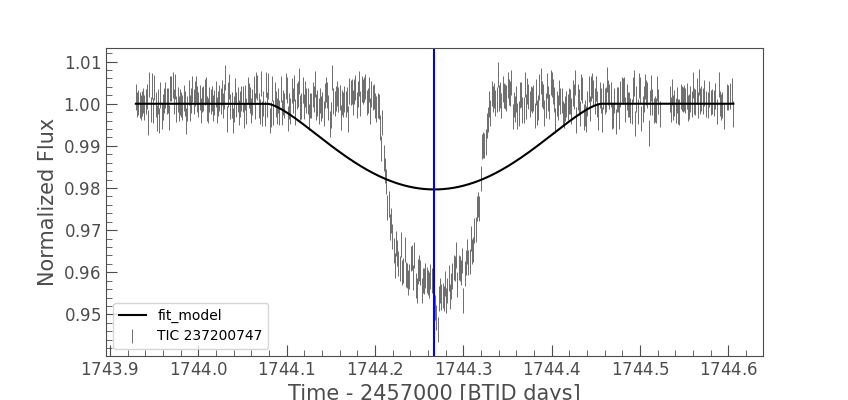 1.01
1.00
0.99
0.98
0.97
0.96
0.95
Normalized Flux
fit_model
TIC 237200747
1743.9 1744.0 1744.1 1744.2 1744.3 1744.4 1744.5 1744.6
Time - 2457000 [BTJD days]